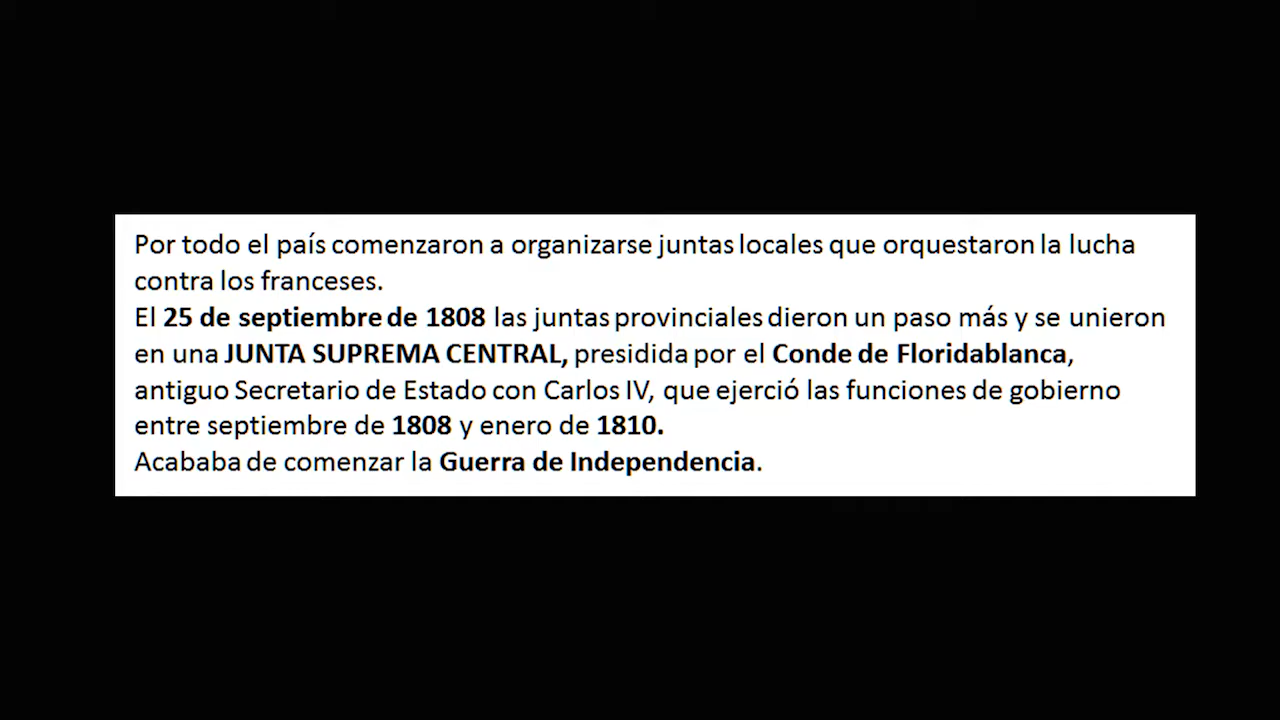 Por todo el país comenzaron a organizarse juntas locales que orquestaron la lucha
contra los franceses.
El 25 de septiembre de 1808 las juntas provinciales dieron un paso más y se unieron
en una JUNTA SUPREMA CENTRAL, presidida por el Conde de Floridablanca,
antiguo Secretario de Estado con Carlos IV, que ejerció las funciones de gobierno
entre septiembre de 1808 y enero de 1810.
Acababa de comenzar la Guerra de Independencia.